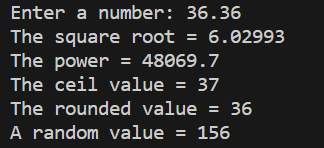 Enter a number: 36.36
The square root = 6.02993
The power = 48069.7
The ceil value = 37
The rounded value = 36
A random value = 156